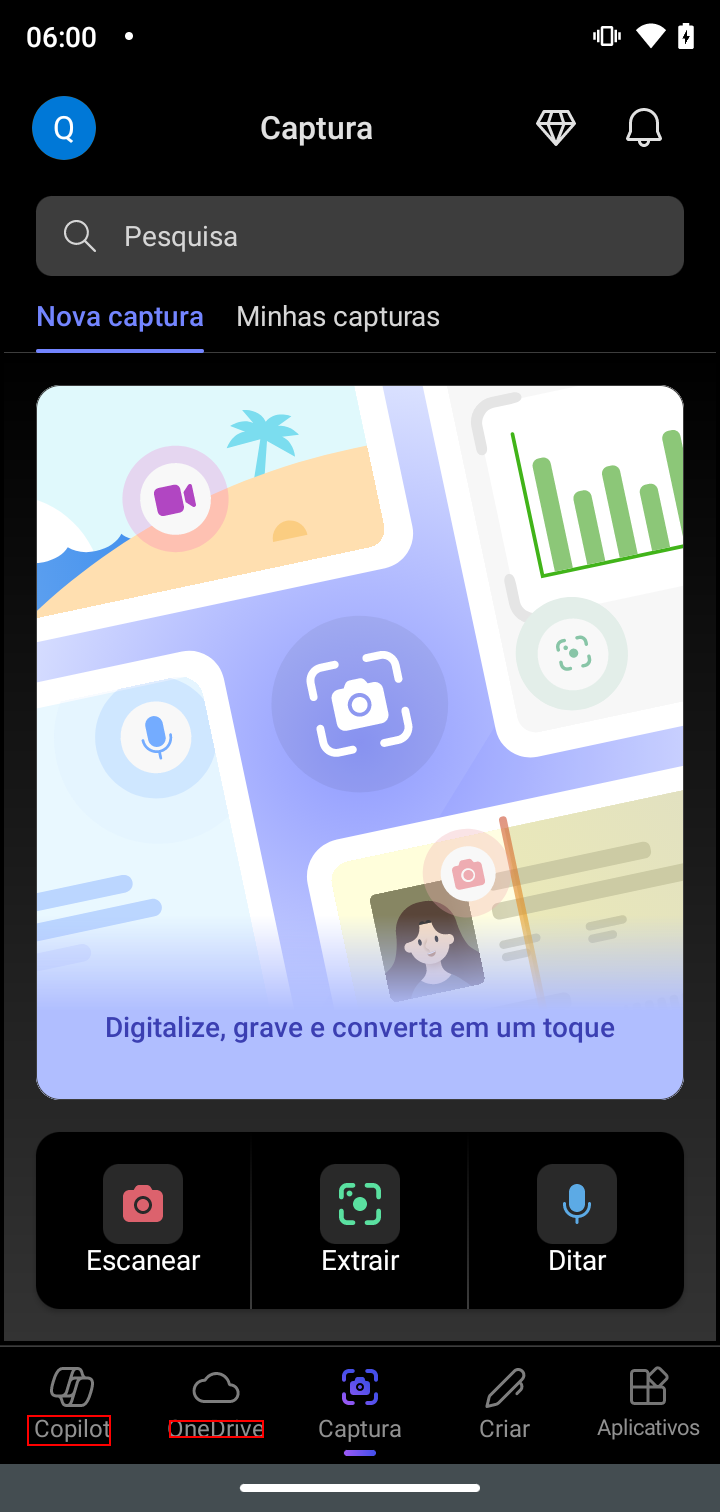 06:00
Q
Captura
Pesquisa
Nova captura
Minhas capturas
Digitalize, grave e converta em um toque
Escanear
Extrair
Ditar
Copilot
OneDrive
Captura
Criar
Aplicativos